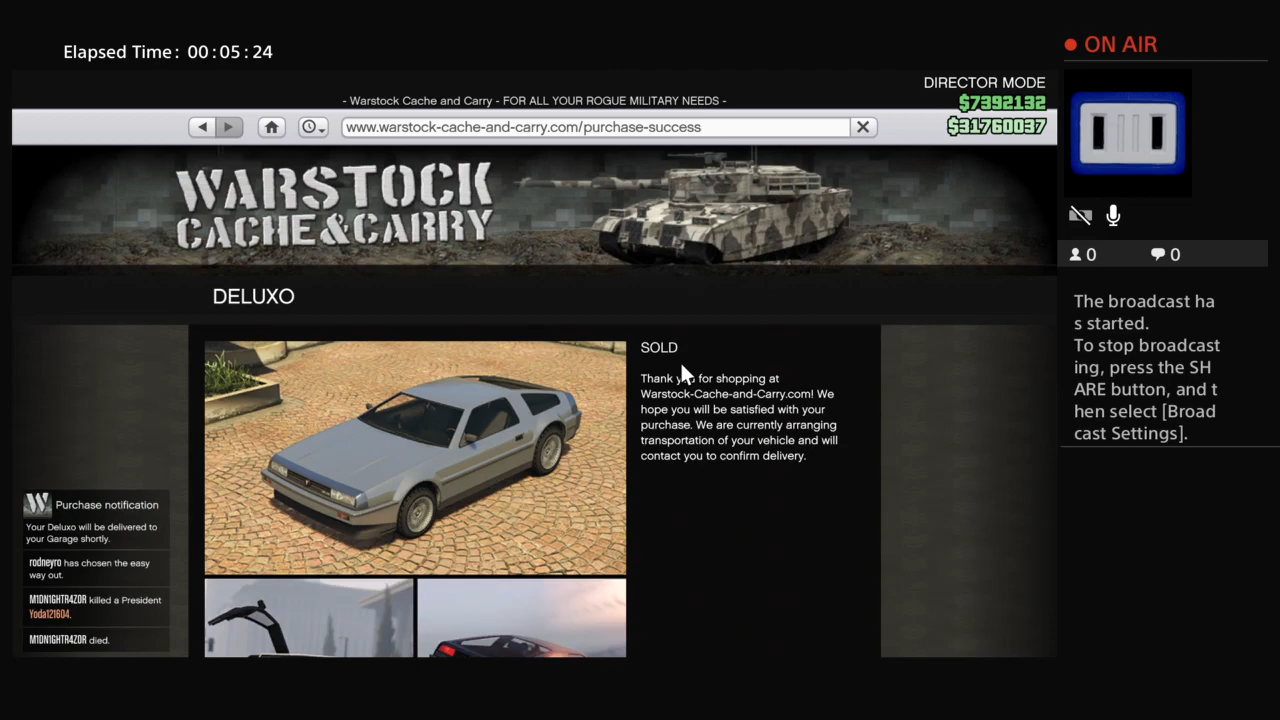 Elapsed Time: 00:05:24
ON AIR
DIRECTOR MODE
$7392132
$31760037
- Warstock Cache and Carry - FOR ALL YOUR ROGUE MILITARY NEEDS -
www.warstock-cache-and-carry.com/purchase-success
WARSTOCK
CACHE&CARRY
0
0
DELUXO
SOLD
Thank you for shopping at
Warstock-Cache-and-Carry.com! We
hope you will be satisfied with your
purchase. We are currently arranging
transportation of your vehicle and will
contact you to confirm delivery.
The broadcast ha
s started.
To stop broadcast
ing, press the SH
ARE button, and t
hen select [Broad
cast Settings].
W Purchase notification
Your Deluxo will be delivered to
your Garage shortly.
rodneyro has chosen the easy
way out.
M1DN1GHTR4Z0R killed a President
Yoda121604.
M1DN1GHTR4Z0R died.